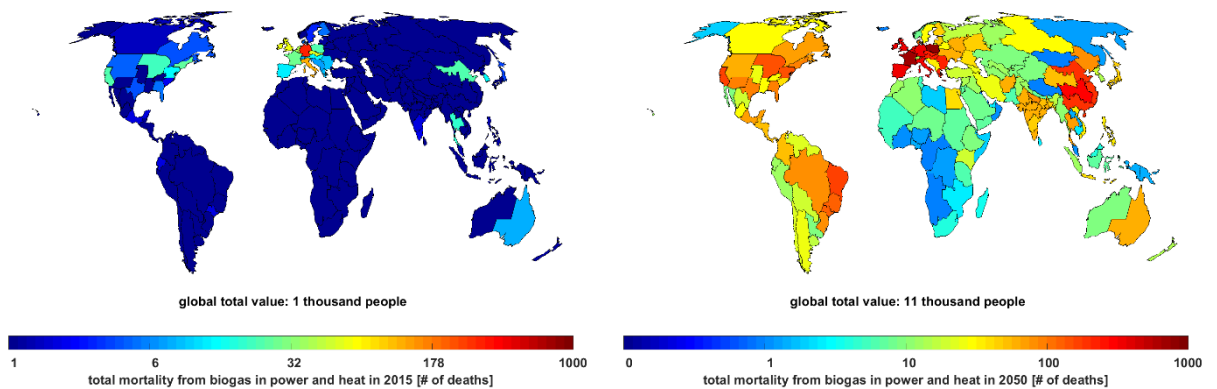 global total value: 1 thousand people
1 6 32 178 1000
total mortality from biogas in power and heat in 2015 [# of deaths]
global total value: 11 thousand people
0 1 10 100 1000
total mortality from biogas in power and heat in 2050 [# of deaths]